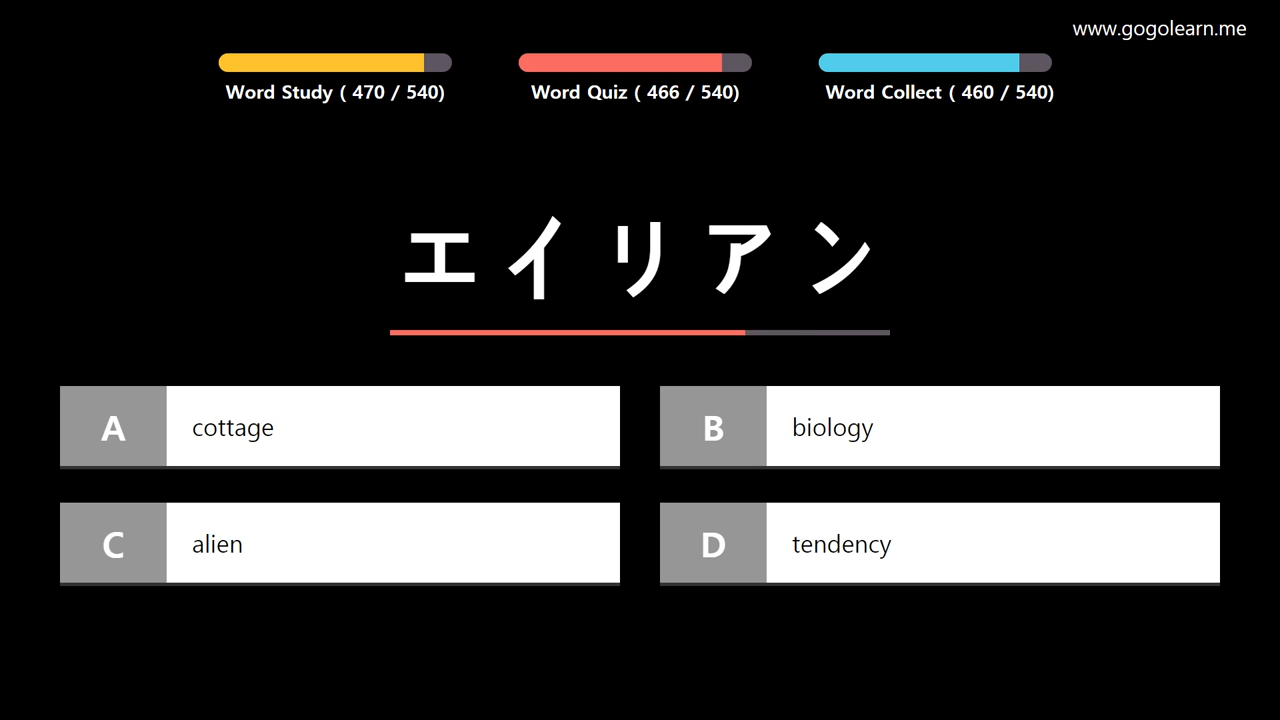 www.gogolearn.me
Word Study ( 470 / 540)
Word Quiz ( 466 / 540)
Word Collect ( 460 / 540)
エイリアン
A cottage
B biology
C alien
D tendency